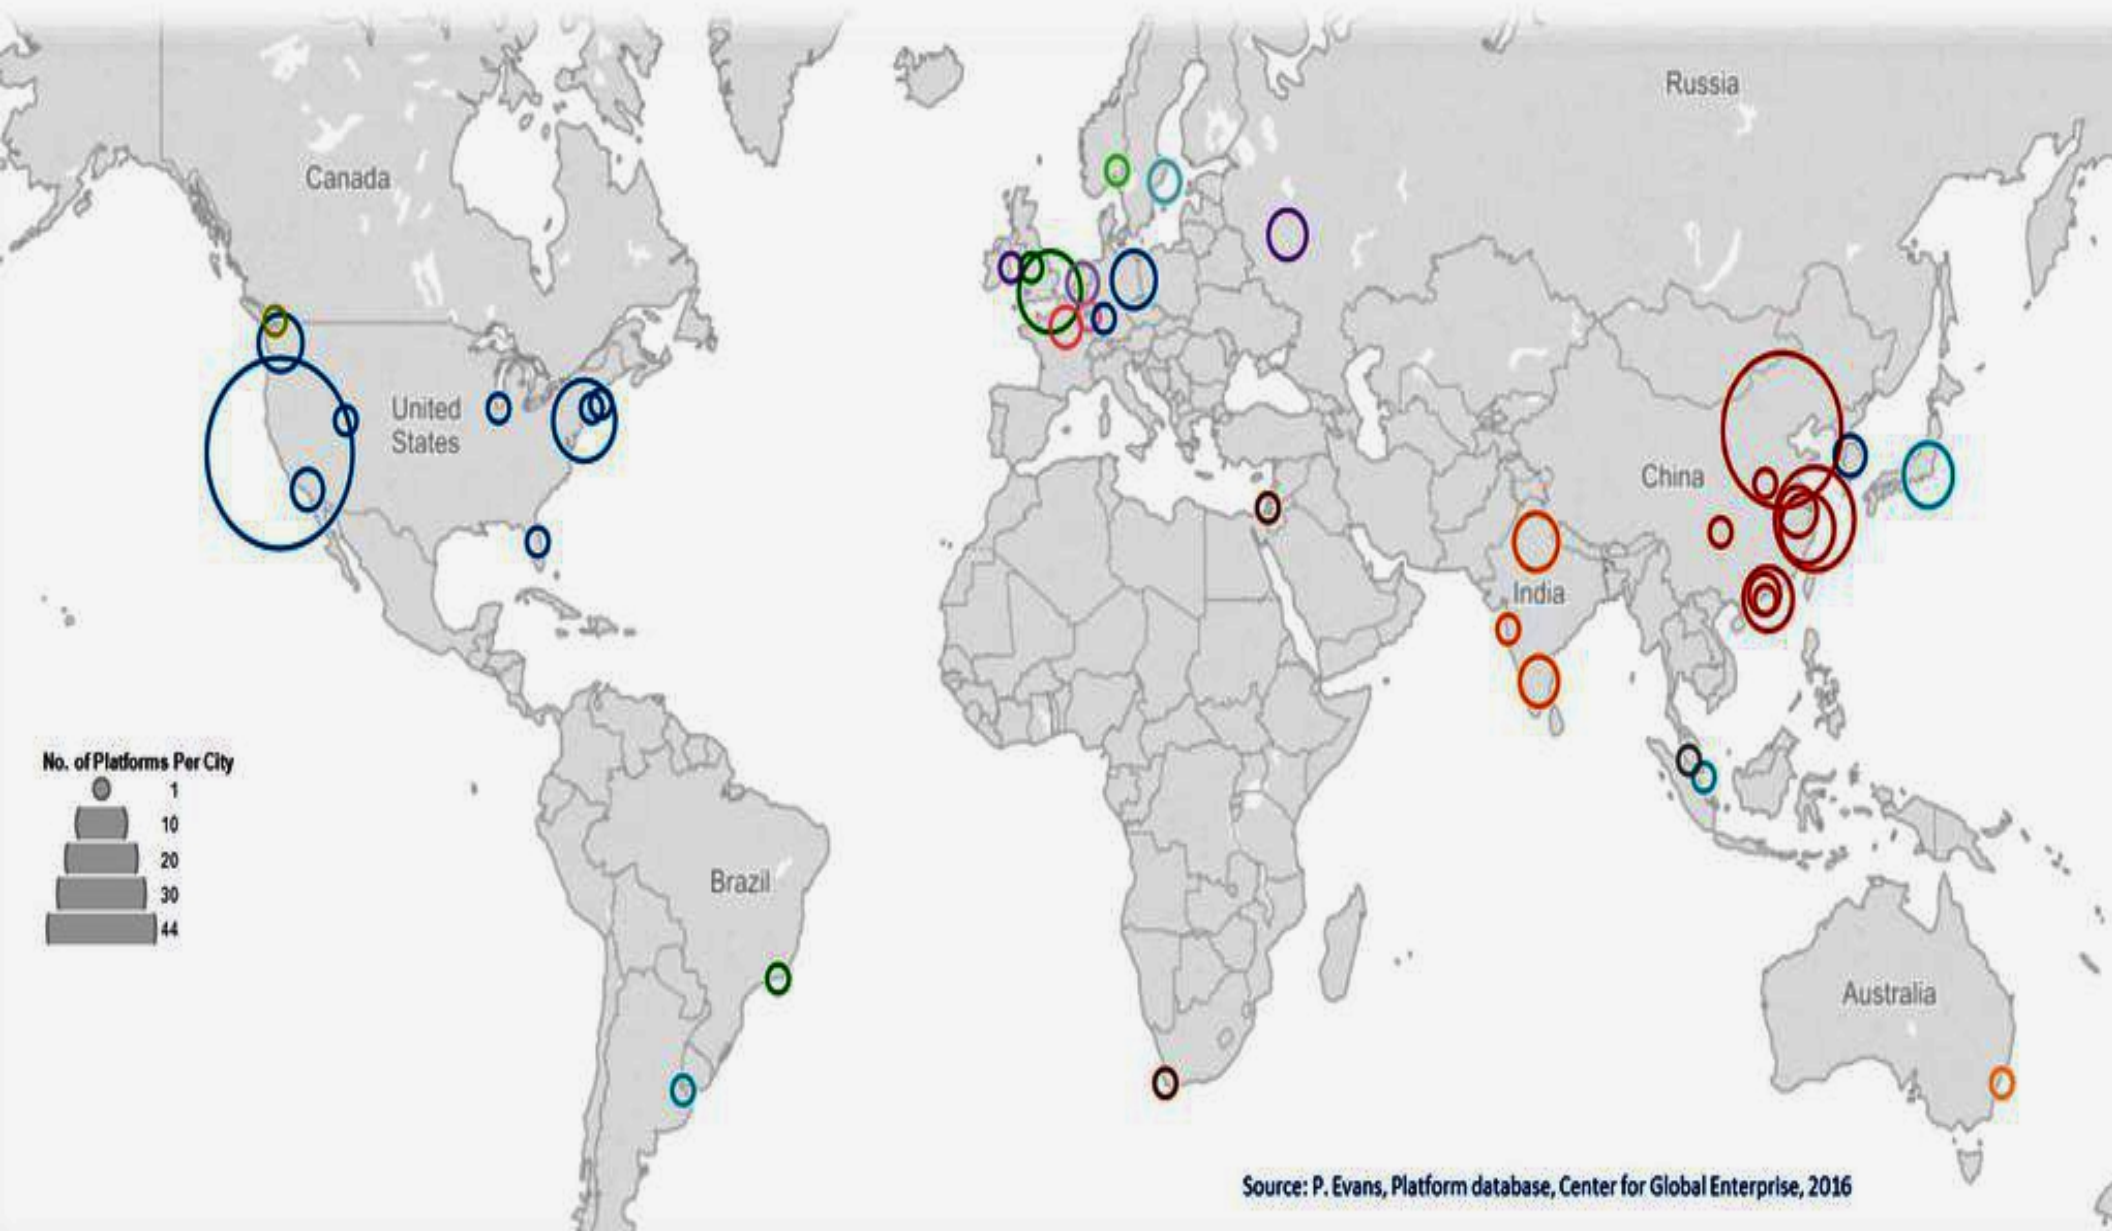 Russia
Canada
United
States
China
India
No. of Platforms Per City
1
10
20
30
44
Brazil
Australia
Source: P. Evans, Platform database, Center for Global Enterprise, 2016